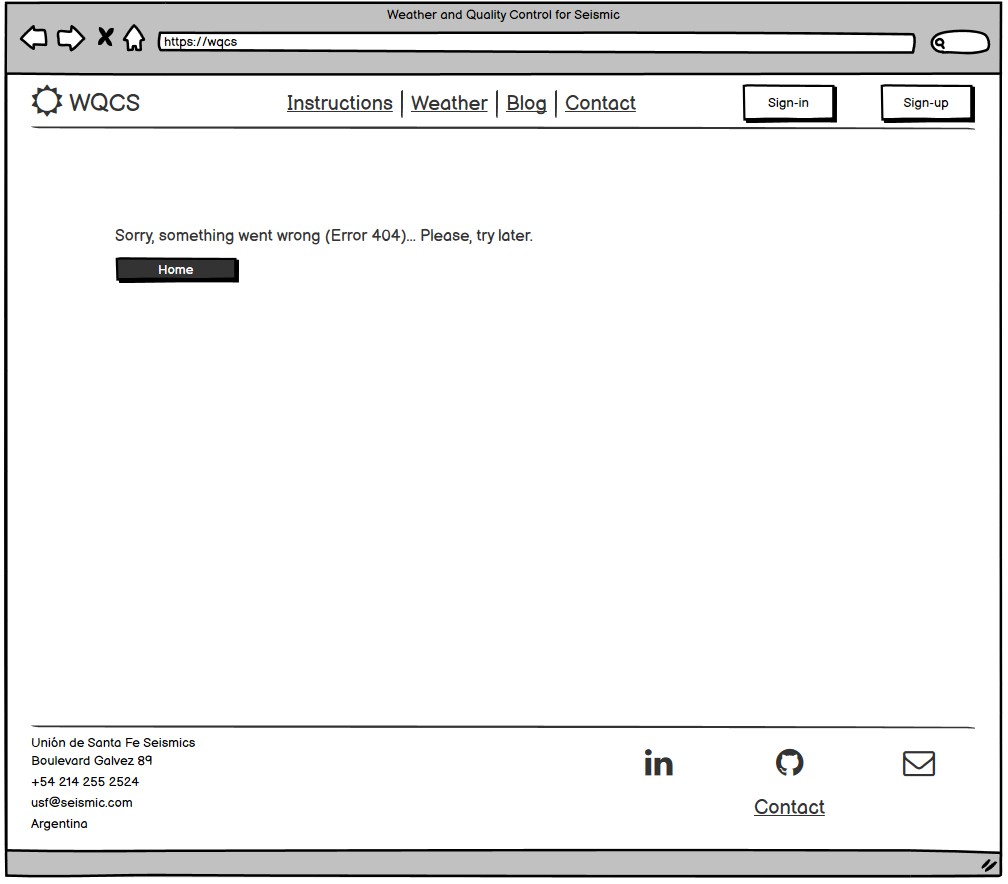 Weather and Quality Control for Seismic
https://wqcs
WQCS
Instructions | Weather | Blog | Contact
Sign-in
Sign-up
Sorry, something went wrong (Error 404)... Please, try later.
Home
Unión de Santa Fe Seismics
Boulevard Galvez 89
+54 214 255 2524
usf@seismic.com
Argentina
in
Contact